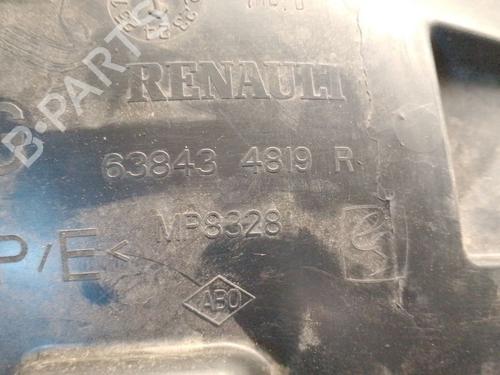 RENAULT
63843 4819 R
MP8328
P/E
ABO
B-PARTS